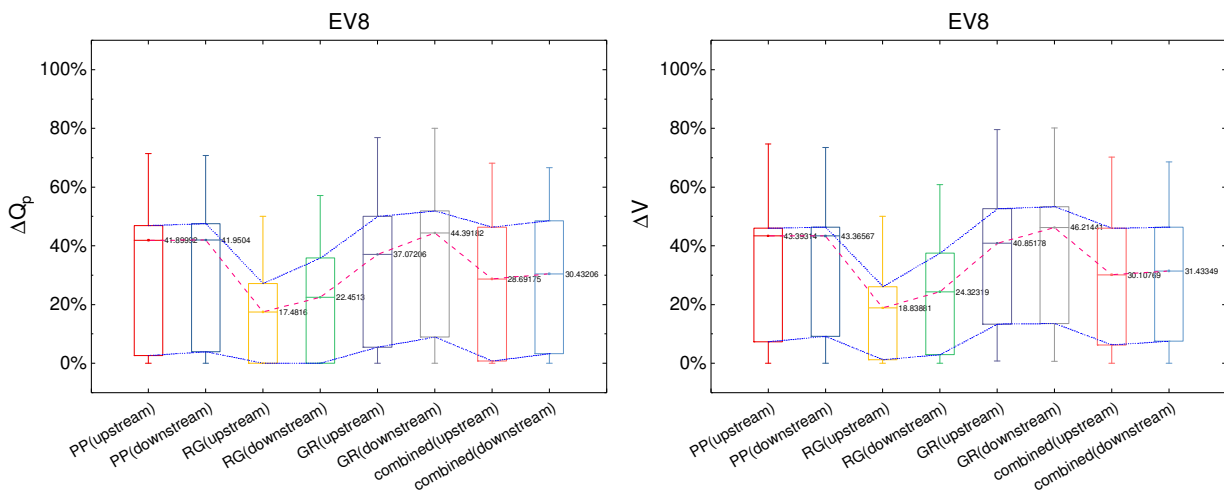 EV8
ΔQp
100%
80%
60%
40%
20%
0%
41.89992
41.9504
17.4816
22.4513
37.07206
44.39182
28.69175
30.43206
PP(upstream)
PP(downstream)
RG(upstream)
RG(downstream)
GR(upstream)
GR(downstream)
combined(upstream)
combined(downstream)
EV8
ΔV
100%
80%
60%
40%
20%
0%
43.39314
43.36567
18.83881
24.32319
40.85178
46.21441
30.10769
31.43349
PP(upstream)
PP(downstream)
RG(upstream)
RG(downstream)
GR(upstream)
GR(downstream)
combined(upstream)
combined(downstream)